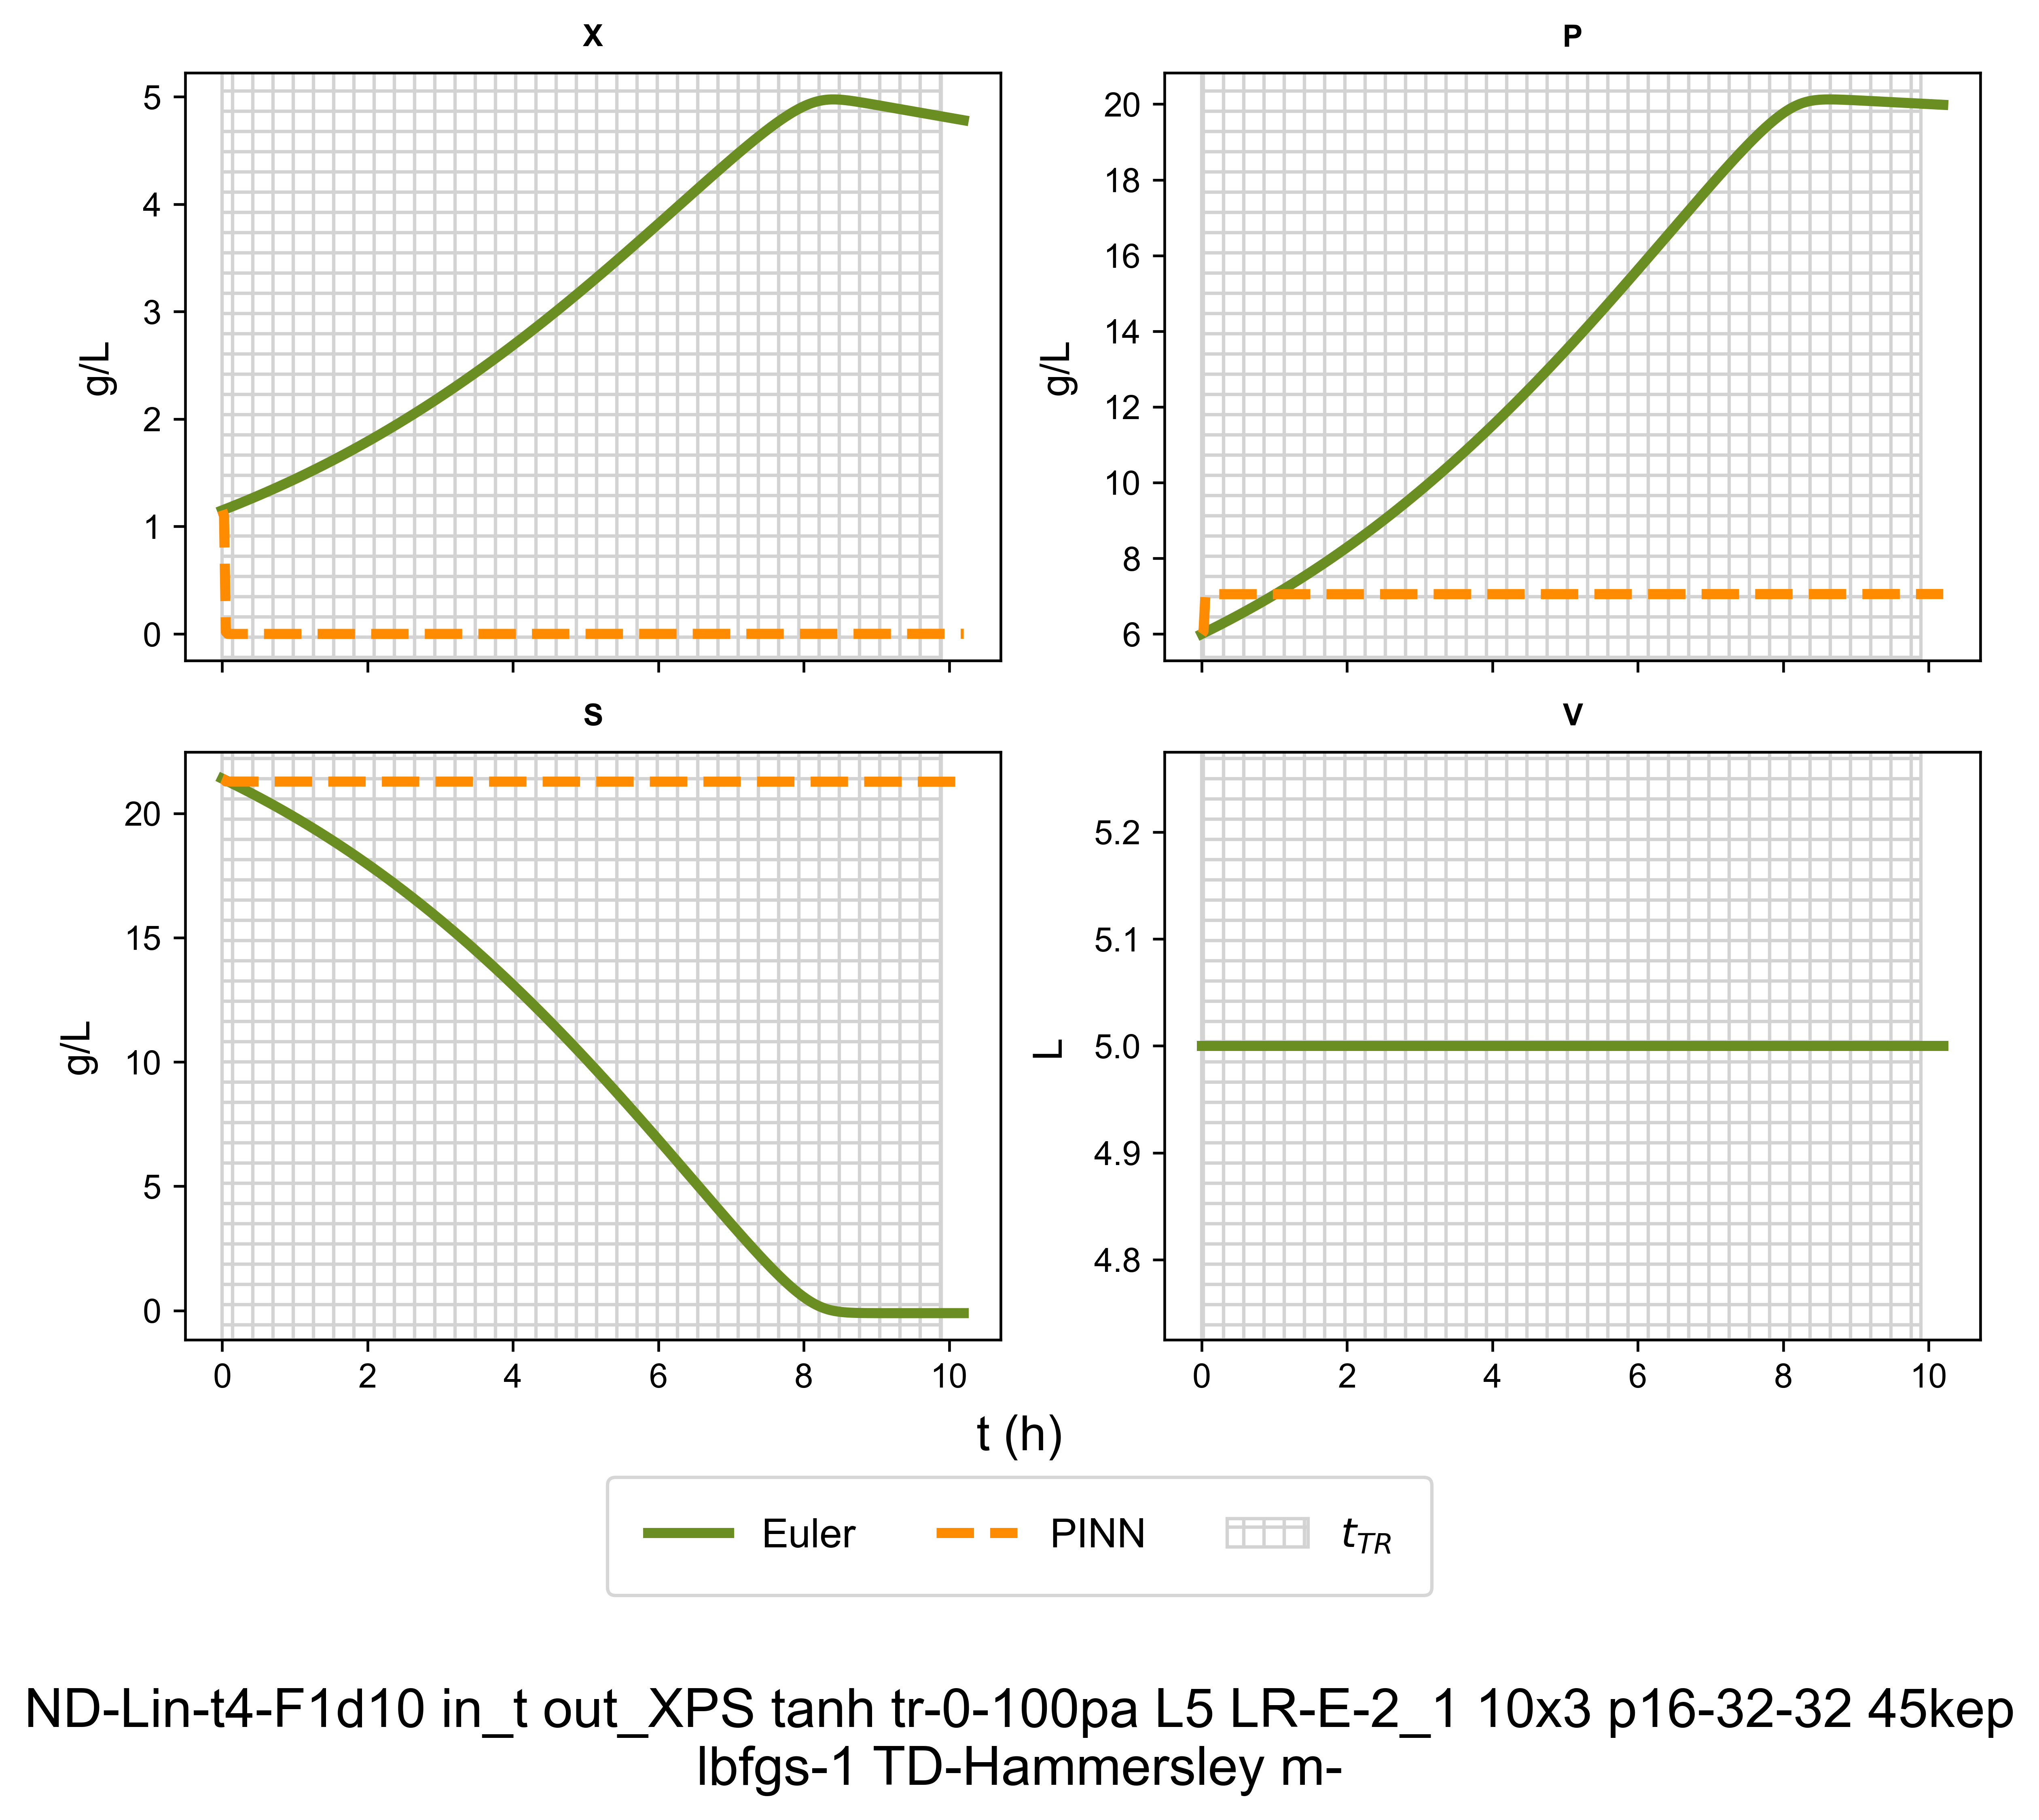 X
P
5
4
3
2
1
0
g/L
20
18
16
14
12
10
8
6
g/L
S
V
20
15
10
5
0
g/L
0 2 4 6 8 10
5.2
5.1
5.0
4.9
4.8
L
0 2 4 6 8 10
t (h)
Euler PINN t_TR
ND-Lin-t4-F1d10 in_t out_XPS tanh tr-0-100pa L5 LR-E-2_1 10x3 p16-32-32 45kep
lbfgs-1 TD-Hammersley m-